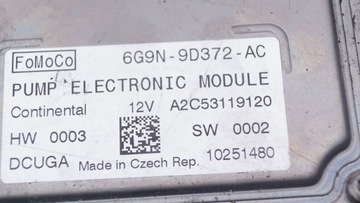 FoMoCo 6G9N-9D372-AC
PUMP ELECTRONIC MODULE
Continental 12V A2C53119120
HW 0003 SW 0002
DCUGA Made in Czech Rep. 10251480